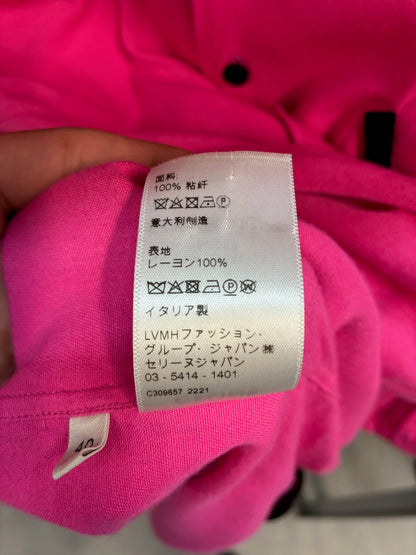 面料:
100% 粘纤
意大利制造
表地
レーヨン100%
イタリア製
LVMHファッション・
グループ・ジャパン㈱
セリーヌジャパン
03 - 5414 - 1401
C309657 2221
40